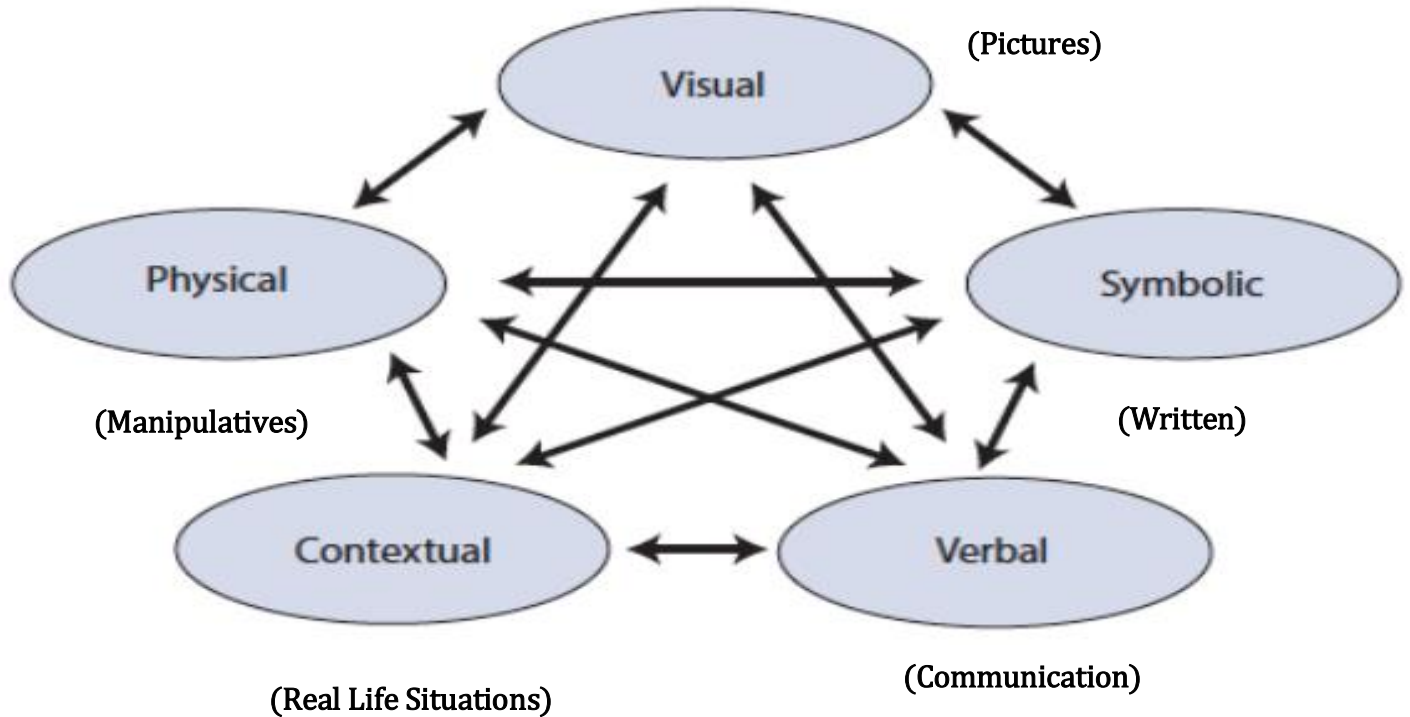 Visual
(Pictures)
Physical
Symbolic
(Manipulatives)
(Written)
Contextual
Verbal
(Real Life Situations)
(Communication)